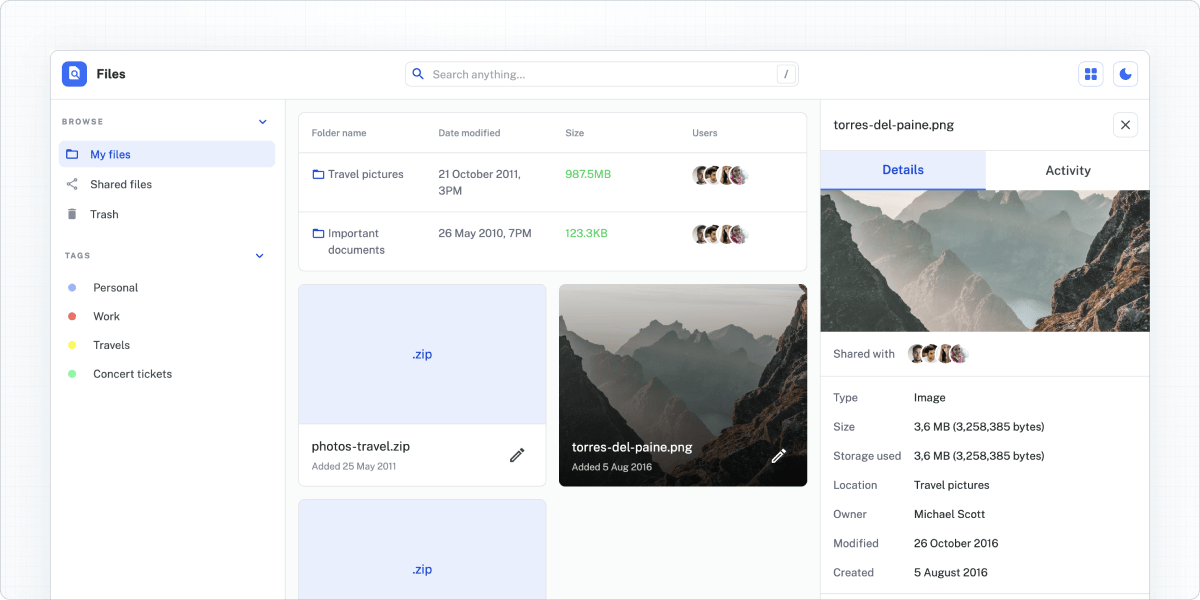 Files
Search anything...
/
BROWSE
My files
Shared files
Trash
TAGS
Personal
Work
Travels
Concert tickets
Folder name
Date modified
Size
Users
Travel pictures
21 October 2011,
3PM
987.5MB
Important
documents
26 May 2010, 7PM
123.3KB
.zip
photos-travel.zip
Added 25 May 2011
torres-del-paine.png
Added 5 Aug 2016
.zip
torres-del-paine.png
Details
Activity
Shared with
Type
Image
Size
3,6 MB (3,258,385 bytes)
Storage used
3,6 MB (3,258,385 bytes)
Location
Travel pictures
Owner
Michael Scott
Modified
26 October 2016
Created
5 August 2016